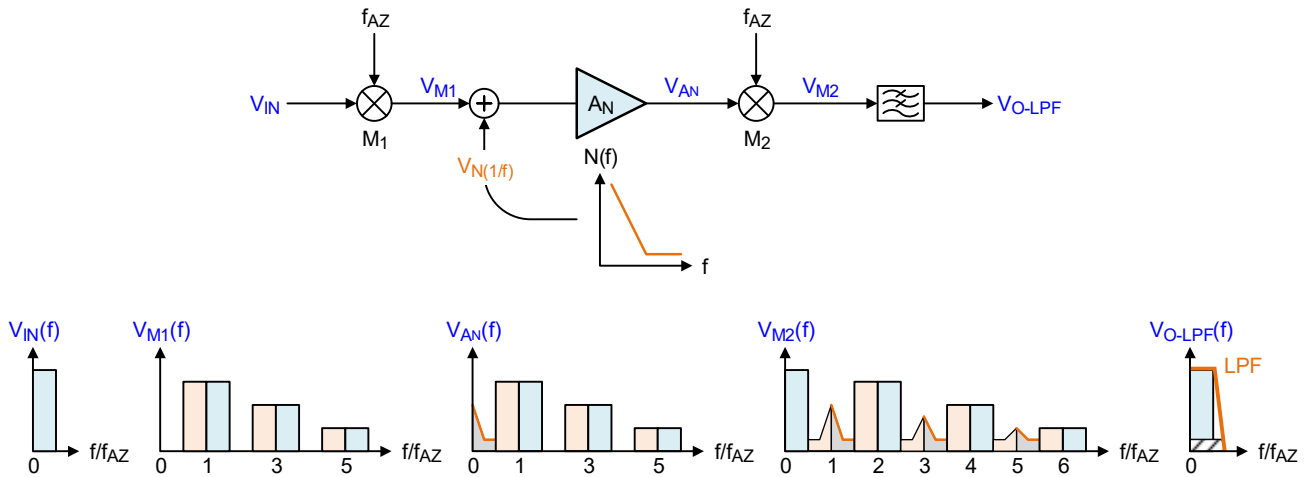 f_AZ f_AZ
V_IN V_M1 + A_N V_AN V_M2 V_O-LPF
M_1 M_2
V_N(1/f) N(f)
f
V_IN(f) V_M1(f) V_AN(f) V_M2(f) V_O-LPF(f)
LPF
f/f_AZ f/f_AZ f/f_AZ f/f_AZ f/f_AZ
0 0 1 3 5 0 1 3 5 0 1 2 3 4 5 6 0